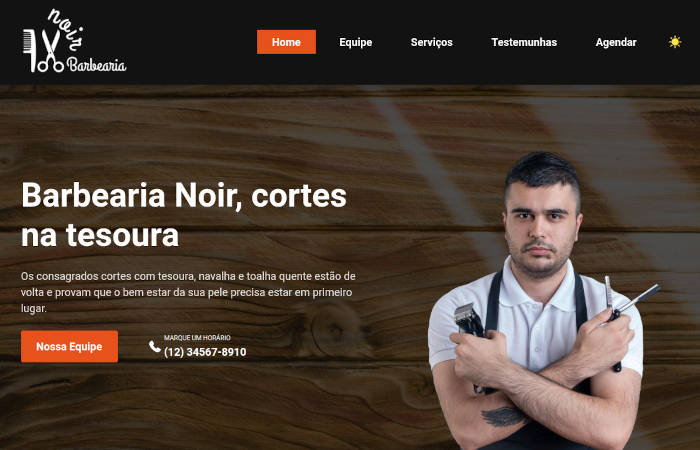 noir
Barbearia
Home
Equipe
Serviços
Testemunhas
Agendar
Barbearia Noir, cortes
na tesoura
Os consagrados cortes com tesoura, navalha e toalha quente estão de
volta e provam que o bem estar da sua pele precisa estar em primeiro
lugar.
Nossa Equipe
MARQUE UM HORÁRIO
(12) 34567-8910